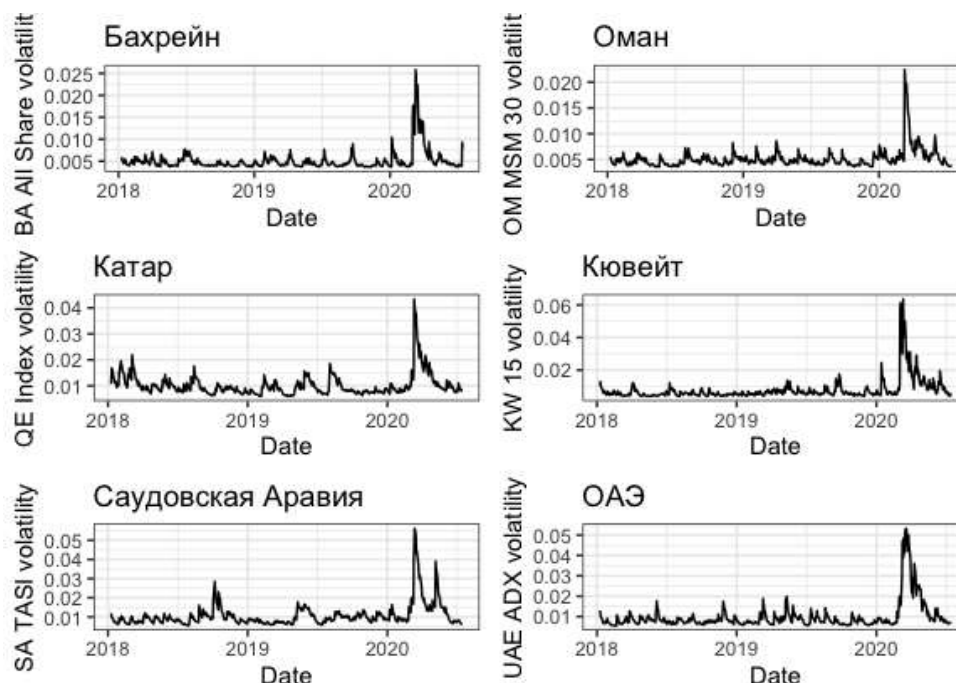 Бахрейн
BA All Share volatility
0.025
0.020
0.015
0.010
0.005
2018
2019
2020
Date
Оман
OM MSM 30 volatilit
0.020
0.015
0.010
0.005
2018
2019
2020
Date
Катар
QE Index volatility
0.04
0.03
0.02
0.01
2018
2019
2020
Date
Кювейт
KW 15 volatility
0.06
0.04
0.02
2018
2019
2020
Date
Саудовская Аравия
SA TASI volatility
0.05
0.04
0.03
0.02
0.01
2018
2019
2020
Date
ОАЭ
UAE ADX volatility
0.05
0.04
0.03
0.02
0.01
2018
2019
2020
Date